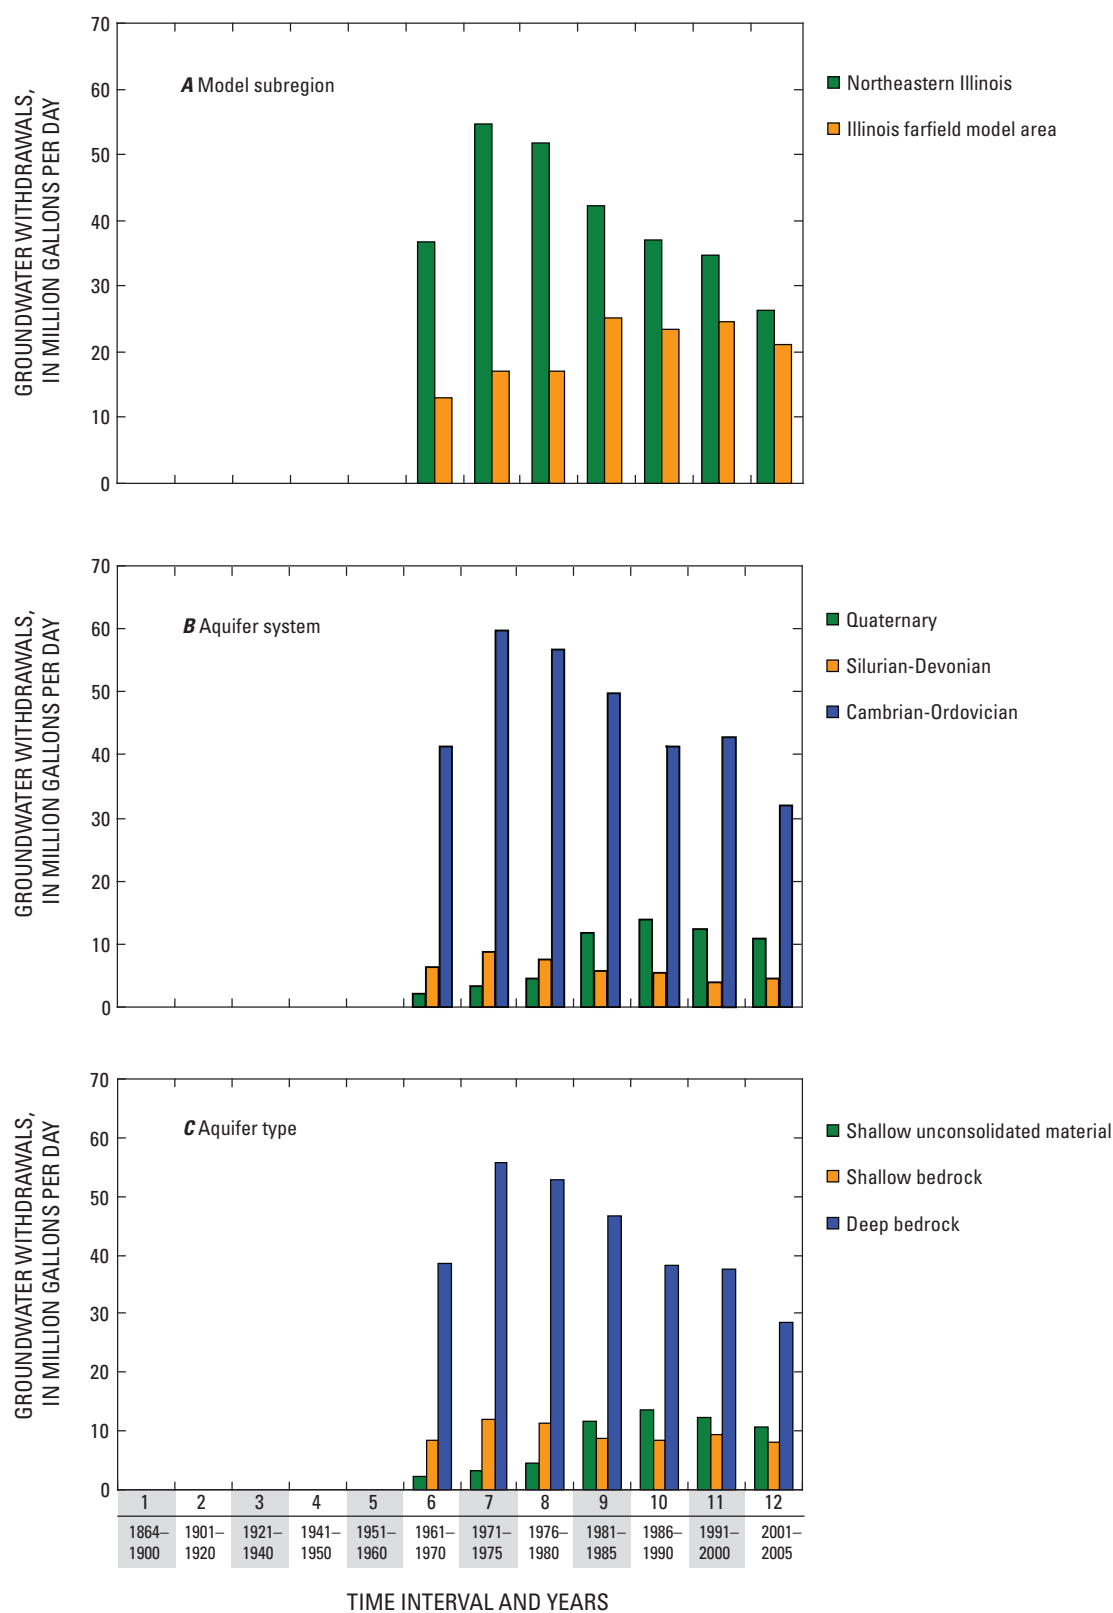 GROUNDWATER WITHDRAWALS,
IN MILLION GALLONS PER DAY
70
60
50
40
30
20
10
0
A Model subregion
Northeastern Illinois
Illinois farfield model area
GROUNDWATER WITHDRAWALS,
IN MILLION GALLONS PER DAY
70
60
50
40
30
20
10
0
B Aquifer system
Quaternary
Silurian-Devonian
Cambrian-Ordovician
GROUNDWATER WITHDRAWALS,
IN MILLION GALLONS PER DAY
70
60
50
40
30
20
10
0
C Aquifer type
Shallow unconsolidated material
Shallow bedrock
Deep bedrock
1 2 3 4 5 6 7 8 9 10 11 12
1864– 1901– 1921– 1941– 1951– 1961– 1971– 1976– 1981– 1986– 1991– 2001–
1900 1920 1940 1950 1960 1970 1975 1980 1985 1990 2000 2005
TIME INTERVAL AND YEARS